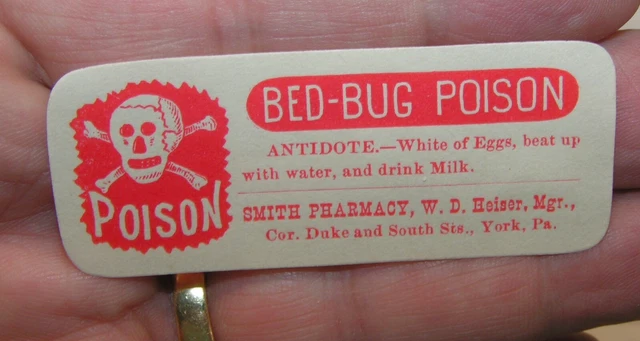 POISON
BED-BUG POISON
ANTIDOTE.—White of Eggs, beat up
with water, and drink Milk.
SMITH PHARMACY, W. D. Heiser, Mgr.,
Cor. Duke and South Sts., York, Pa.